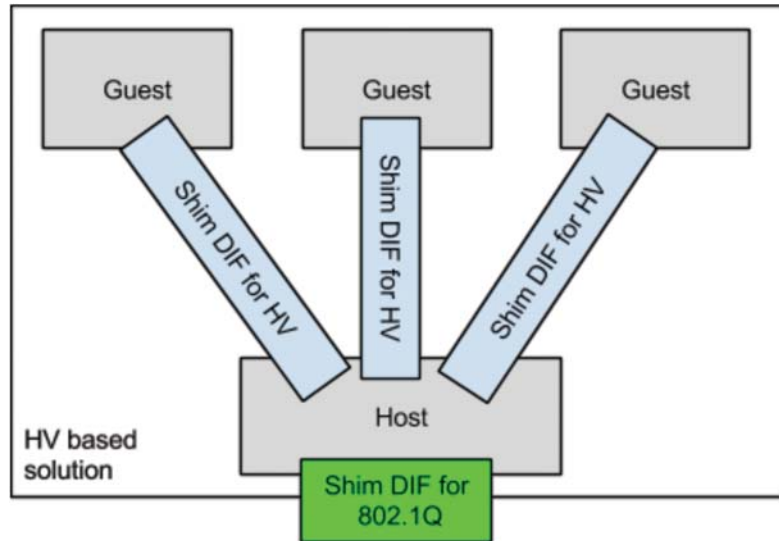 Guest
Guest
Guest
Shim DIF for HV
Shim DIF for HV
Shim DIF for HV
Host
HV based
solution
Shim DIF for
802.1Q